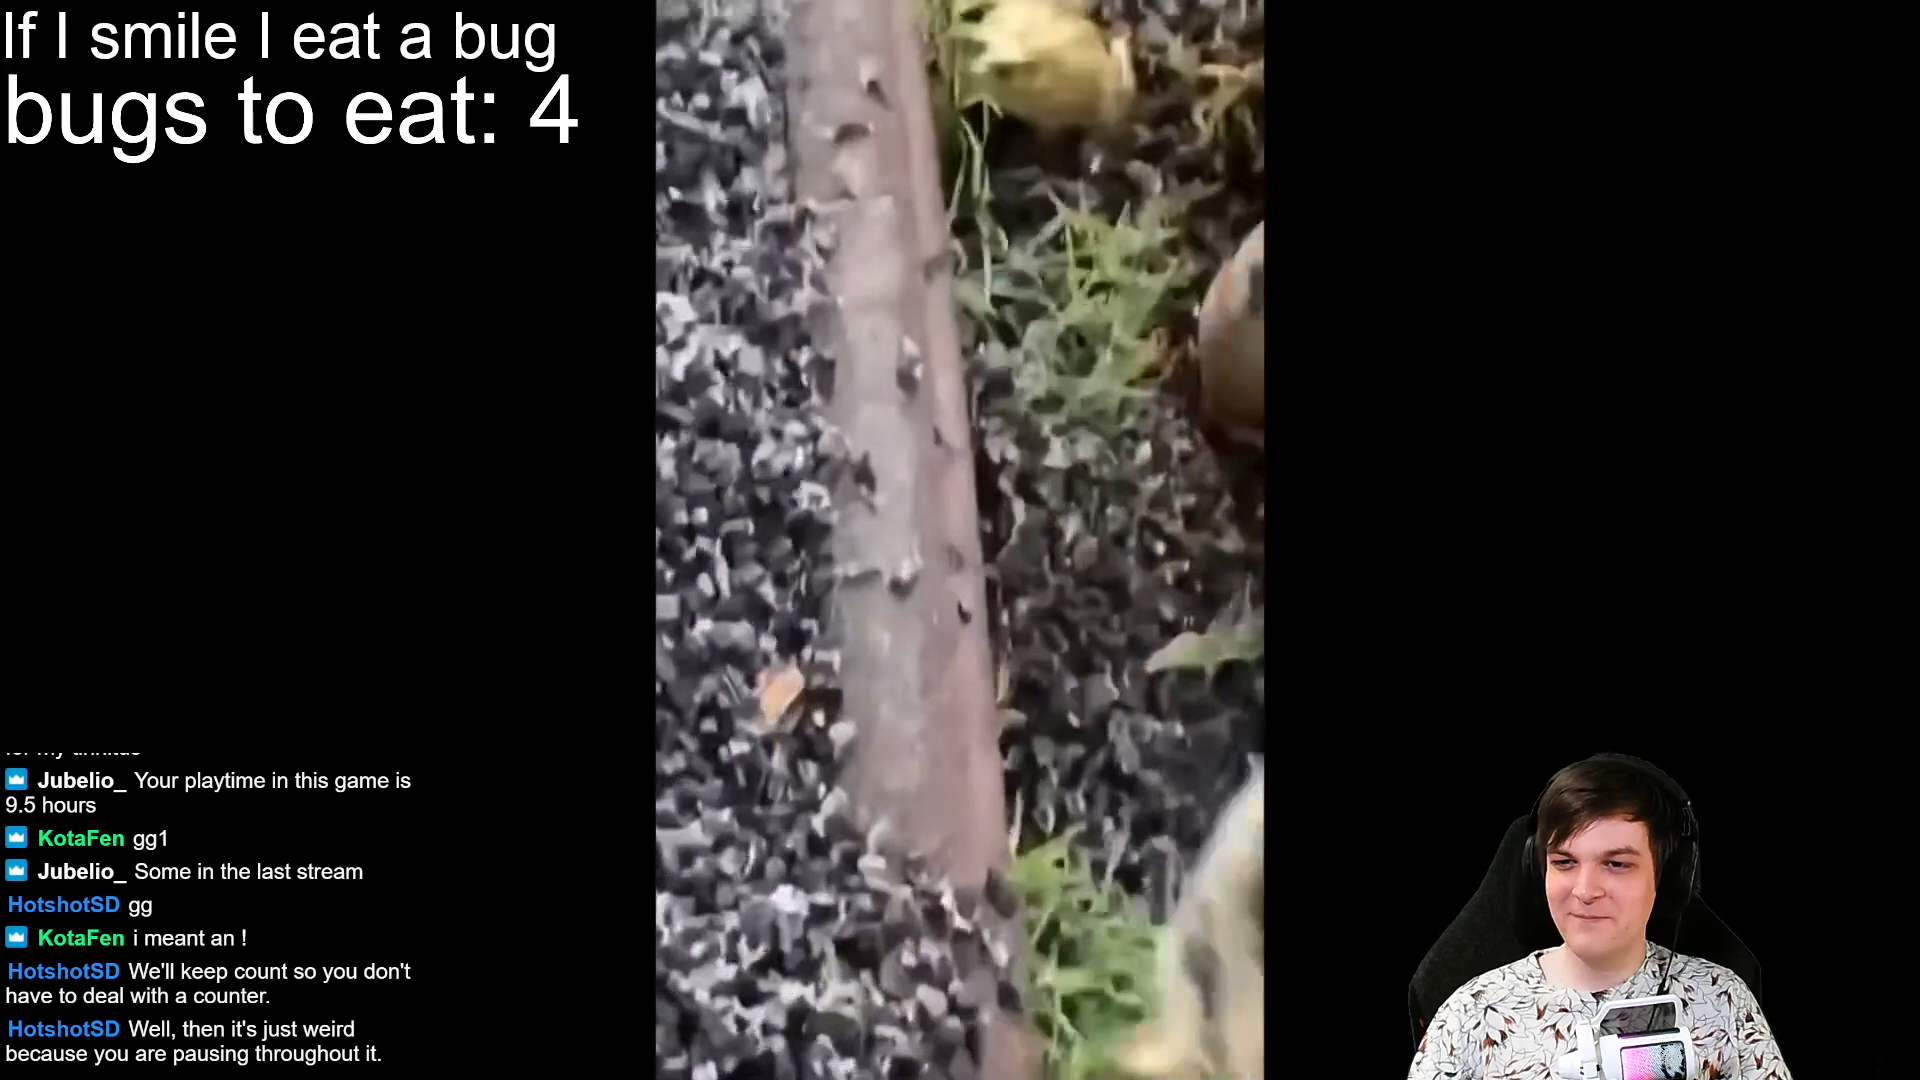 If I smile I eat a bug
bugs to eat: 4
Jubelio_ Your playtime in this game is
9.5 hours
KotaFen gg1
Jubelio_ Some in the last stream
HotshotSD gg
KotaFen i meant an !
HotshotSD We'll keep count so you don't
have to deal with a counter.
HotshotSD Well, then it's just weird
because you are pausing throughout it.